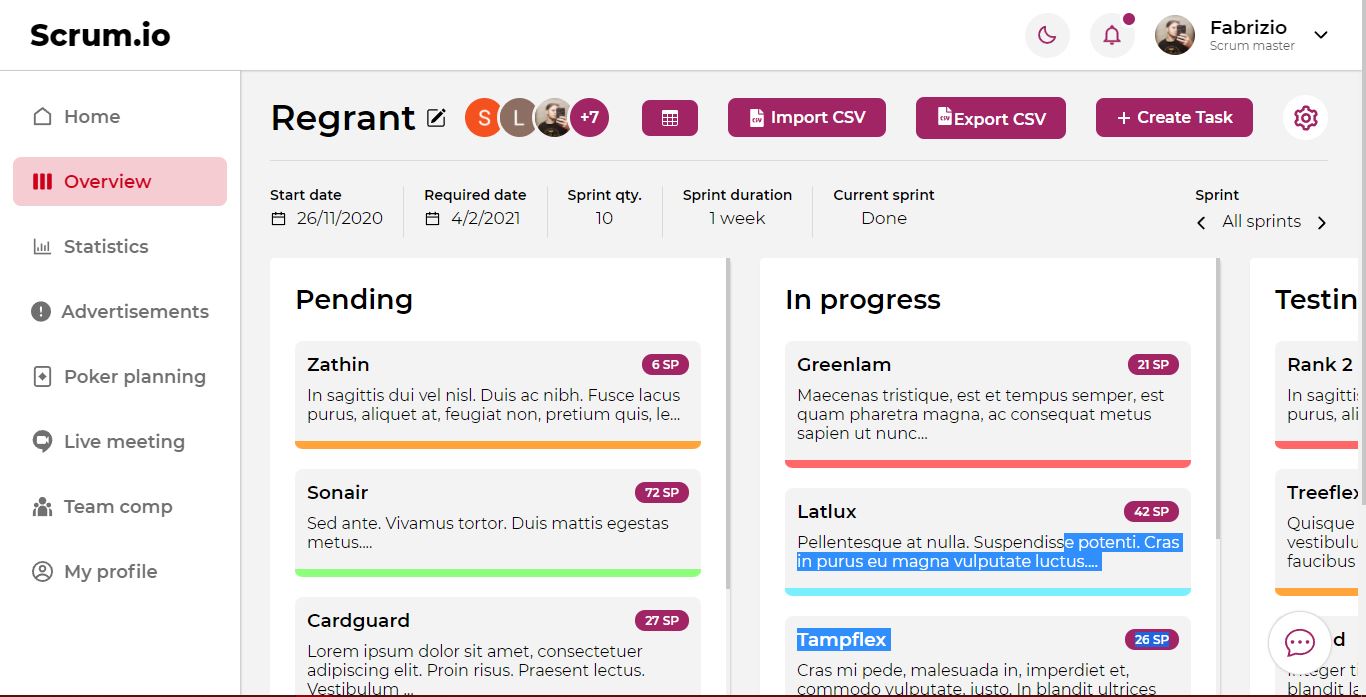 Scrum.io
Fabrizio
Scrum master
Home
Overview
Statistics
Advertisements
Poker planning
Live meeting
Team comp
My profile
Regrant
S
L
+7
Import CSV
Export CSV
+ Create Task
Start date
26/11/2020
Required date
4/2/2021
Sprint qty.
10
Sprint duration
1 week
Current sprint
Done
Sprint
All sprints
Pending
Zathin
6 SP
In sagittis dui vel nisl. Duis ac nibh. Fusce lacus
purus, aliquet at, feugiat non, pretium quis, le...
Sonair
72 SP
Sed ante. Vivamus tortor. Duis mattis egestas
metus....
Cardguard
27 SP
Lorem ipsum dolor sit amet, consectetuer
adipiscing elit. Proin risus. Praesent lectus.
Vestibulum ...
In progress
Greenlam
21 SP
Maecenas tristique, est et tempus semper, est
quam pharetra magna, ac consequat metus
sapien ut nunc...
Latlux
42 SP
Pellentesque at nulla. Suspendisse potenti. Cras
in purus eu magna vulputate luctus....
Tampflex
26 SP
Cras mi pede, malesuada in, imperdiet et,
commodo vulputate, justo. In blandit ultrices
Testin
Rank 2
In sagitti
purus, ali
Treeflex
Quisque
vestibulu
faucibus
d
nteger ti
blandit la